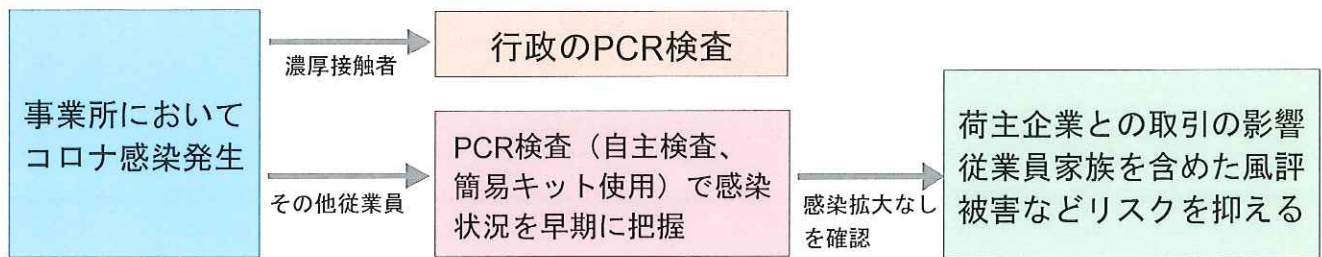 事業所において
コロナ感染発生
濃厚接触者
行政のPCR検査
その他従業員
PCR検査（自主検査、
簡易キット使用）で感染
状況を早期に把握
感染拡大なし
を確認
荷主企業との取引の影響
従業員家族を含めた風評
被害などリスクを抑える